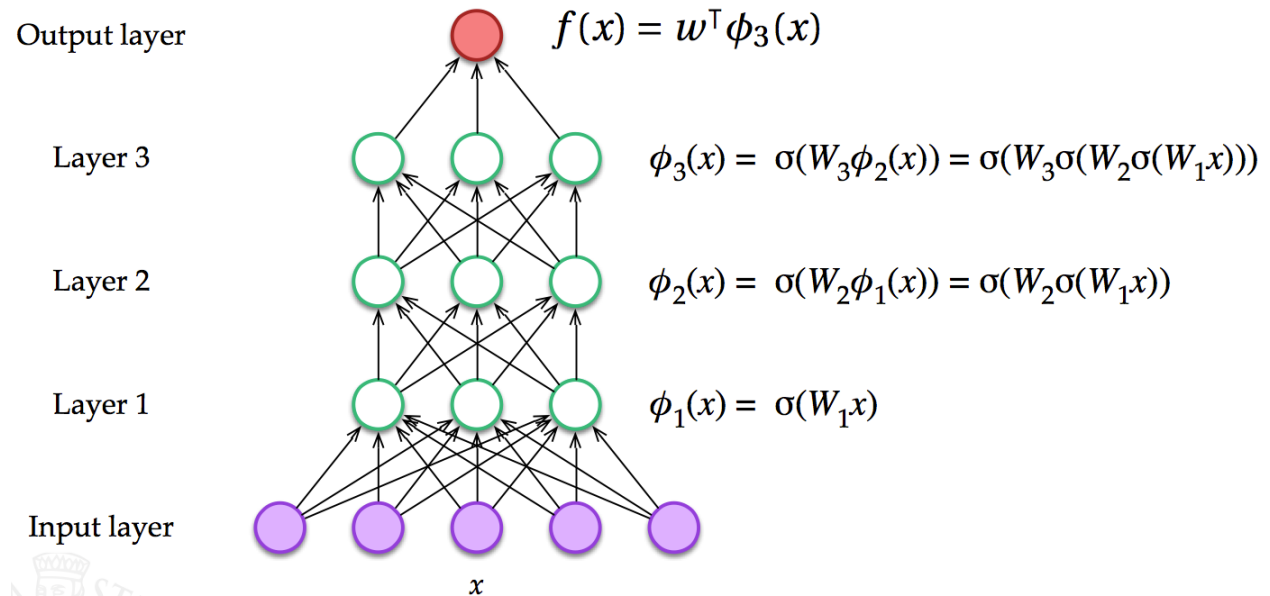 Output layer
f(x) = w⊤ϕ₃(x)
Layer 3
ϕ₃(x) = σ(W₃ϕ₂(x)) = σ(W₃σ(W₂σ(W₁x)))
Layer 2
ϕ₂(x) = σ(W₂ϕ₁(x)) = σ(W₂σ(W₁x))
Layer 1
ϕ₁(x) = σ(W₁x)
Input layer
x